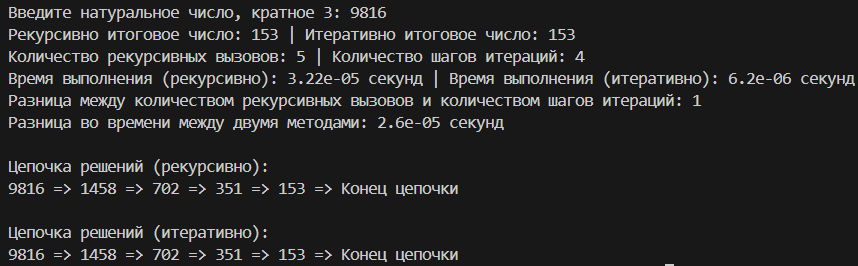 Введите натуральное число, кратное 3: 9816
Рекурсивно итоговое число: 153 | Итеративно итоговое число: 153
Количество рекурсивных вызовов: 5 | Количество шагов итераций: 4
Время выполнения (рекурсивно): 3.22e-05 секунд | Время выполнения (итеративно): 6.2e-06 секунд
Разница между количеством рекурсивных вызовов и количеством шагов итераций: 1
Разница во времени между двумя методами: 2.6e-05 секунд
Цепочка решений (рекурсивно):
9816 => 1458 => 702 => 351 => 153 => Конец цепочки
Цепочка решений (итеративно):
9816 => 1458 => 702 => 351 => 153 => Конец цепочки